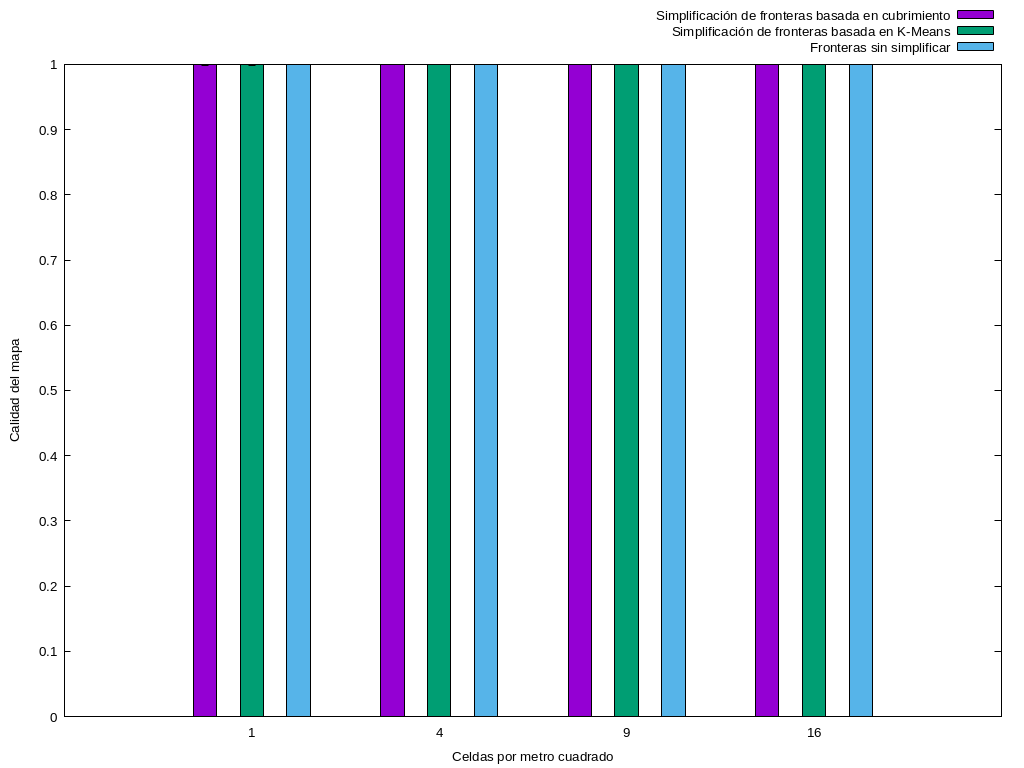 Simplificación de fronteras basada en cubrimiento
Simplificación de fronteras basada en K-Means
Fronteras sin simplificar
1
0.9
0.8
0.7
0.6
0.5
0.4
0.3
0.2
0.1
0
Calidad del mapa
1 4 9 16
Celdas por metro cuadrado